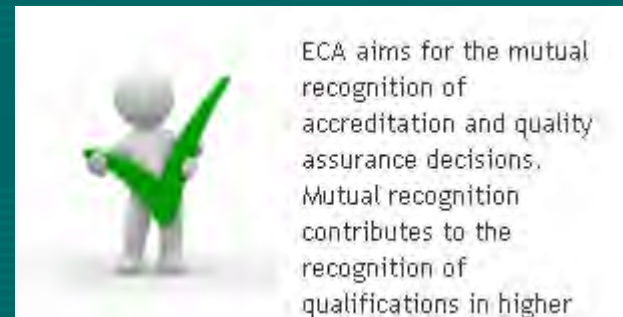 ECA aims for the mutual
recognition of
accreditation and quality
assurance decisions.
Mutual recognition
contributes to the
recognition of
qualifications in higher